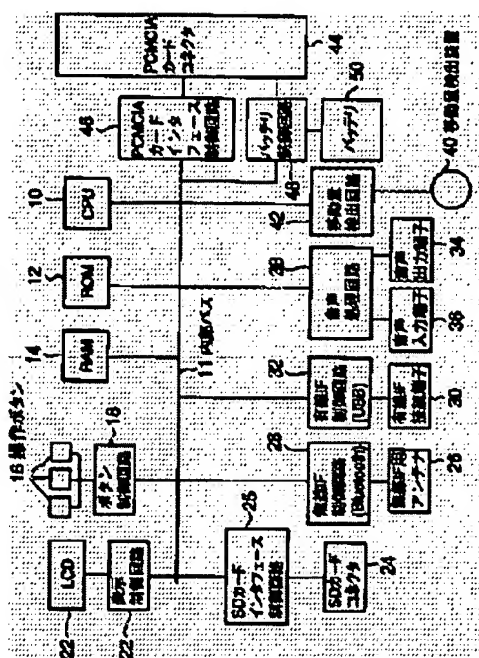 16 操作ボタン
LCD
22
表示制御回路
22
ボタン制御回路
18
RAM
14
ROM
12
CPU
10
PCMCIA
カード
インタ
フェース
制御回路
46
PCMCIA
カード
コネクタ
44
11 内部バス
バッテリ
制御回路
48
バッテリ
50
SDカード
インタフェース
制御回路
25
SDカード
コネクタ
24
無線IF
制御回路
(Bluetooth)
28
無線IF用
アンテナ
26
有線IF
制御回路
(USB)
32
有線IF
接続端子
30
音声
処理回路
38
音声
入力端子
36
音声
出力端子
34
移動量
検出回路
42
40 移動量検出装置